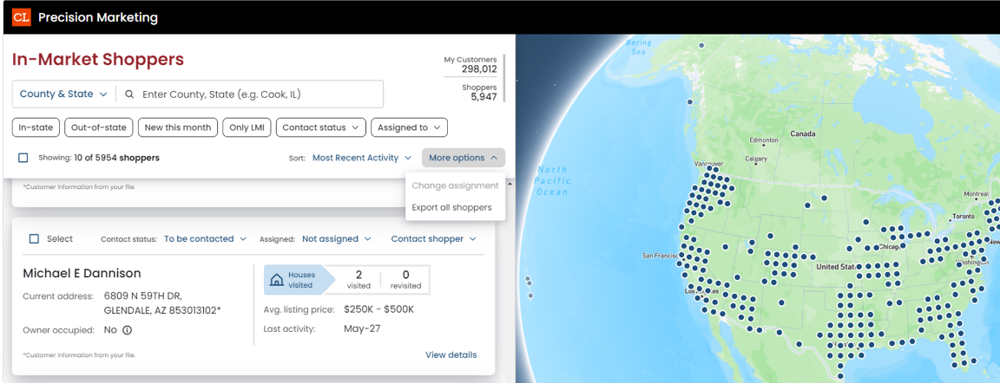 CL Precision Marketing
In-Market Shoppers
My Customers
298,012
Shoppers
5,947
County & State
Enter County, State (e.g. Cook, IL)
In-state
Out-of-state
New this month
Only LMI
Contact status
Assigned to
Showing: 10 of 5954 shoppers
Sort: Most Recent Activity
More options
Change assignment
Export all shoppers
*Customer information from your file.
Select
Contact status: To be contacted
Assigned: Not assigned
Contact shopper
Michael E Dannison
Current address: 6809 N 59TH DR,
GLENDALE, AZ 853013102*
Owner occupied: No
Houses
visited
2
visited
0
revisited
Avg. listing price: $250K - $500K
Last activity: May-27
*Customer information from your file.
View details
Bering
Sea
Canada
Edmonton
Calgary
Vancouver
North
Pacific
Ocean
Montreal
Toronto
Chicago
New
Washington
San Francisc
United State
Los